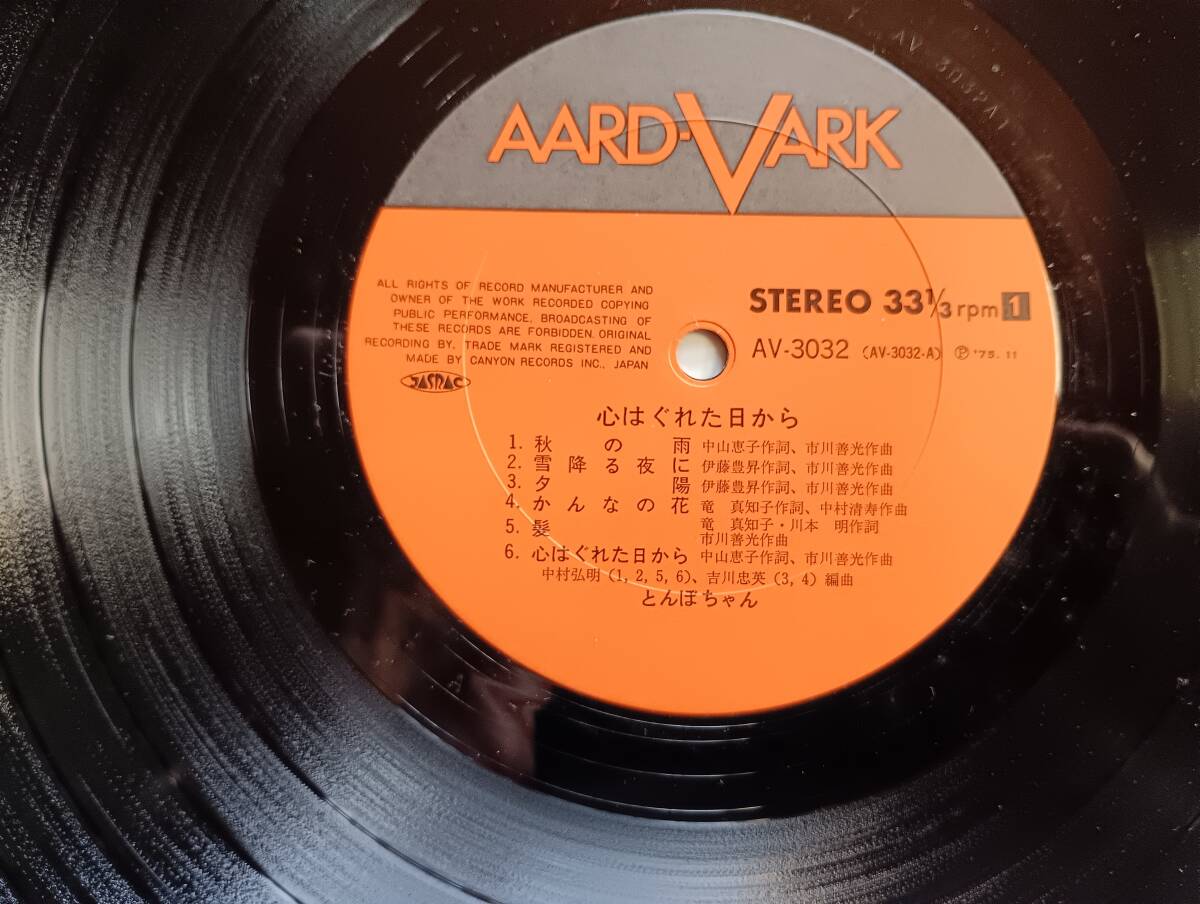 AV 3032A1
AARD-VARK
ALL RIGHTS OF RECORD MANUFACTURER AND
OWNER OF THE WORK RECORDED COPYING
PUBLIC PERFORMANCE, BROADCASTING OF
THESE RECORDS ARE FORBIDDEN. ORIGINAL
RECORDING BY, TRADE MARK REGISTERED AND
MADE BY CANYON RECORDS INC., JAPAN
JASRAC
STEREO 33 1/3 rpm 1
AV-3032 (AV-3032-A) Ⓟ '75. 11
心はぐれた日から
1. 秋の雨 中山恵子作詞、市川善光作曲
2. 雪降る夜に 伊藤豊昇作詞、市川善光作曲
3. 夕陽 伊藤豊昇作詞、市川善光作曲
4. かんなの花 竜 真知子作詞、中村清寿作曲
5. 髪 竜 真知子・川本 明作詞
市川善光作曲
6. 心はぐれた日から 中山恵子作詞、市川善光作曲
中村弘明(1, 2, 5, 6)、吉川忠英(3, 4)編曲
とんぼちゃん